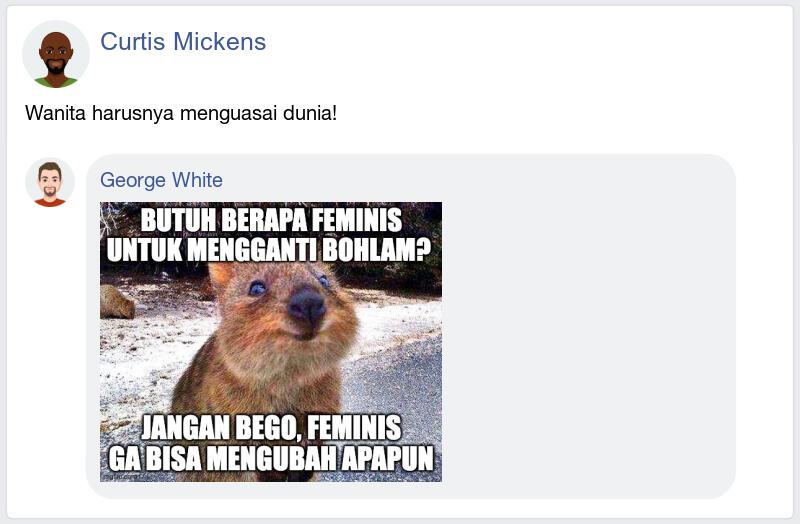 Curtis Mickens
Wanita harusnya menguasai dunia!
George White
BUTUH BERAPA FEMINIS
UNTUK MENGGANTI BOHLAM?
JANGAN BEGO, FEMINIS
GA BISA MENGUBAH APAPUN